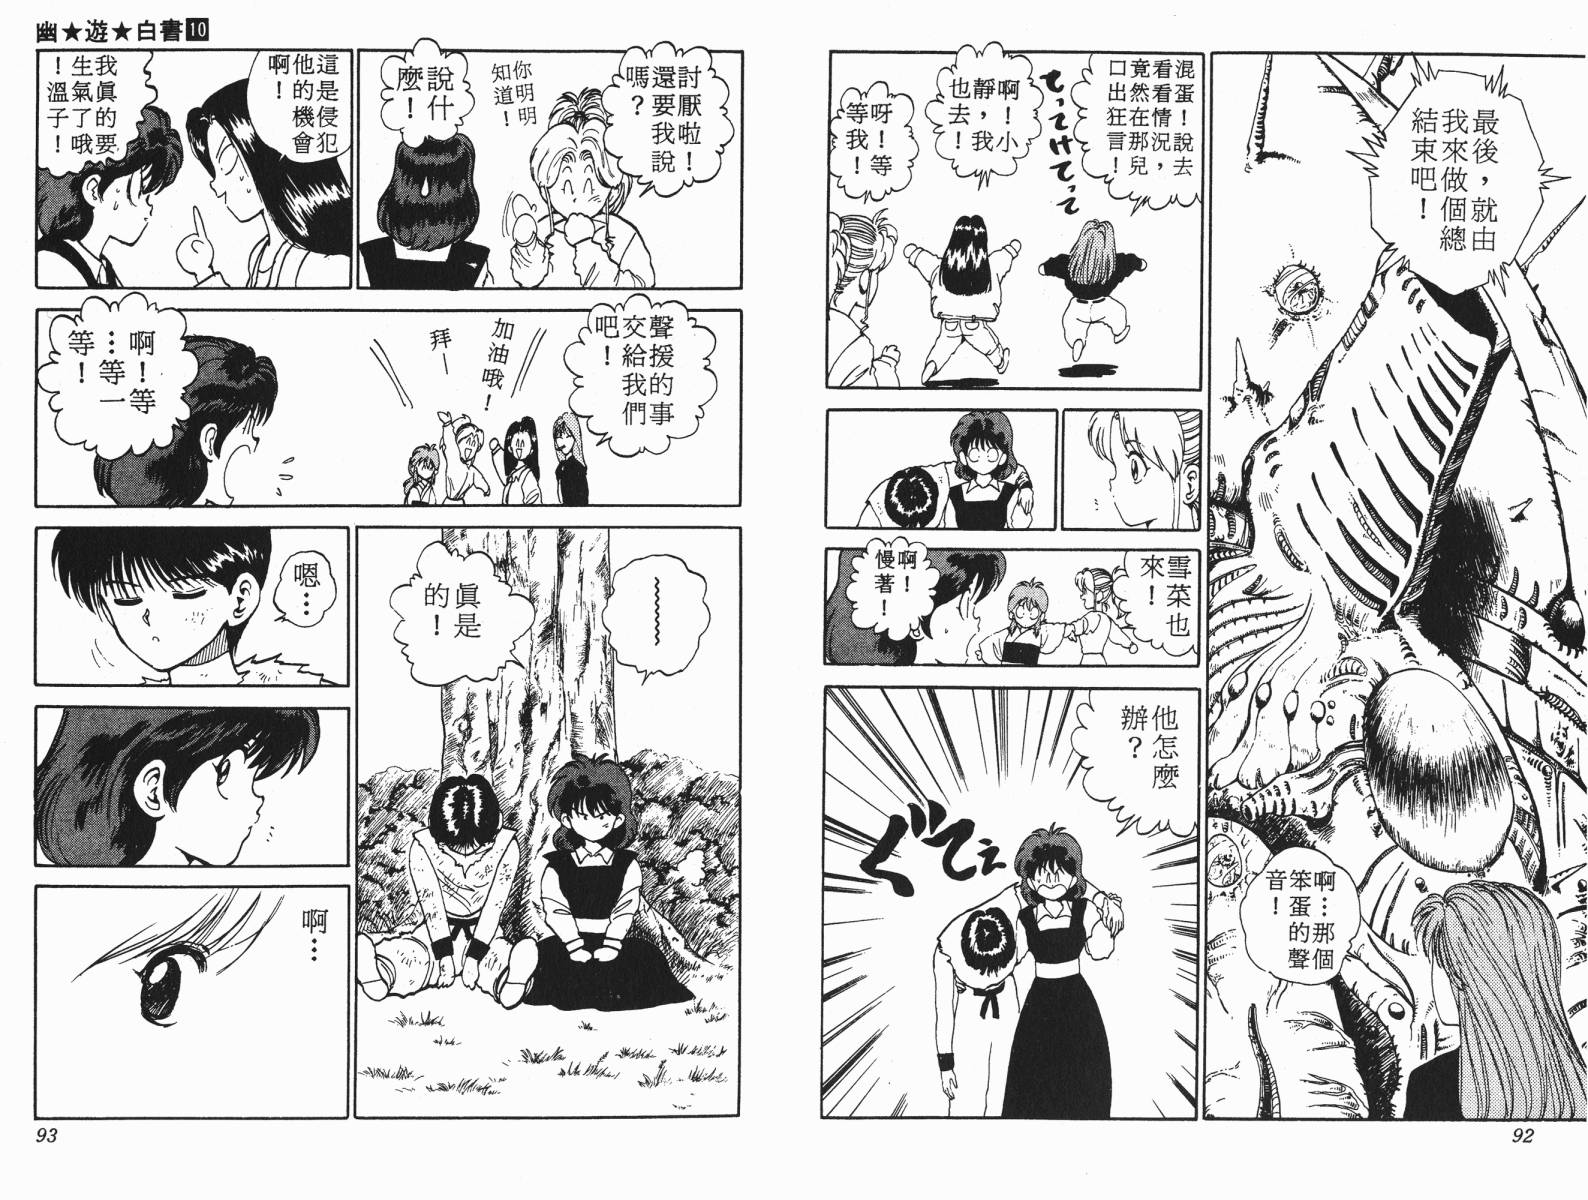 幽★遊★白書10
最後，就由
我來做個總
結束吧！
啊…那個
笨蛋的聲
音！
混蛋！說去
看看情況，
竟然在那兒
口出狂言！
てってけてって
啊！小
靜，我
也去！
呀！等
等我！
雪菜也
來！
啊！
慢著！
他怎麼
辦？
ぐてぇ
92
討厭啦！
還要我說
嗎？
你明明
知道！
說什
麼！
這是侵犯
他的機會
啊！
我真的要
生氣了哦
！溫子！
聲援的事
交給我們
吧！
加油哦！
拜—
啊！等
…等一
等！
真是
的！
嗯…
啊…
93